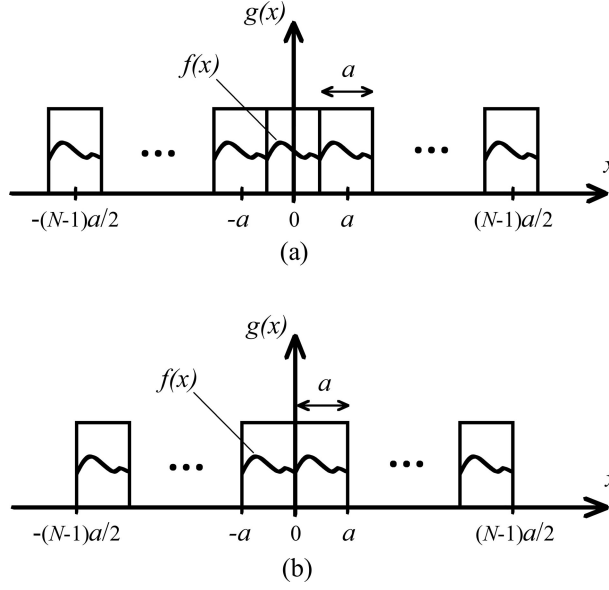 g(x)
f(x)
a
x
-(N-1)a/2
-a
0
a
(N-1)a/2
(a)
g(x)
f(x)
a
x
-(N-1)a/2
-a
0
a
(N-1)a/2
(b)